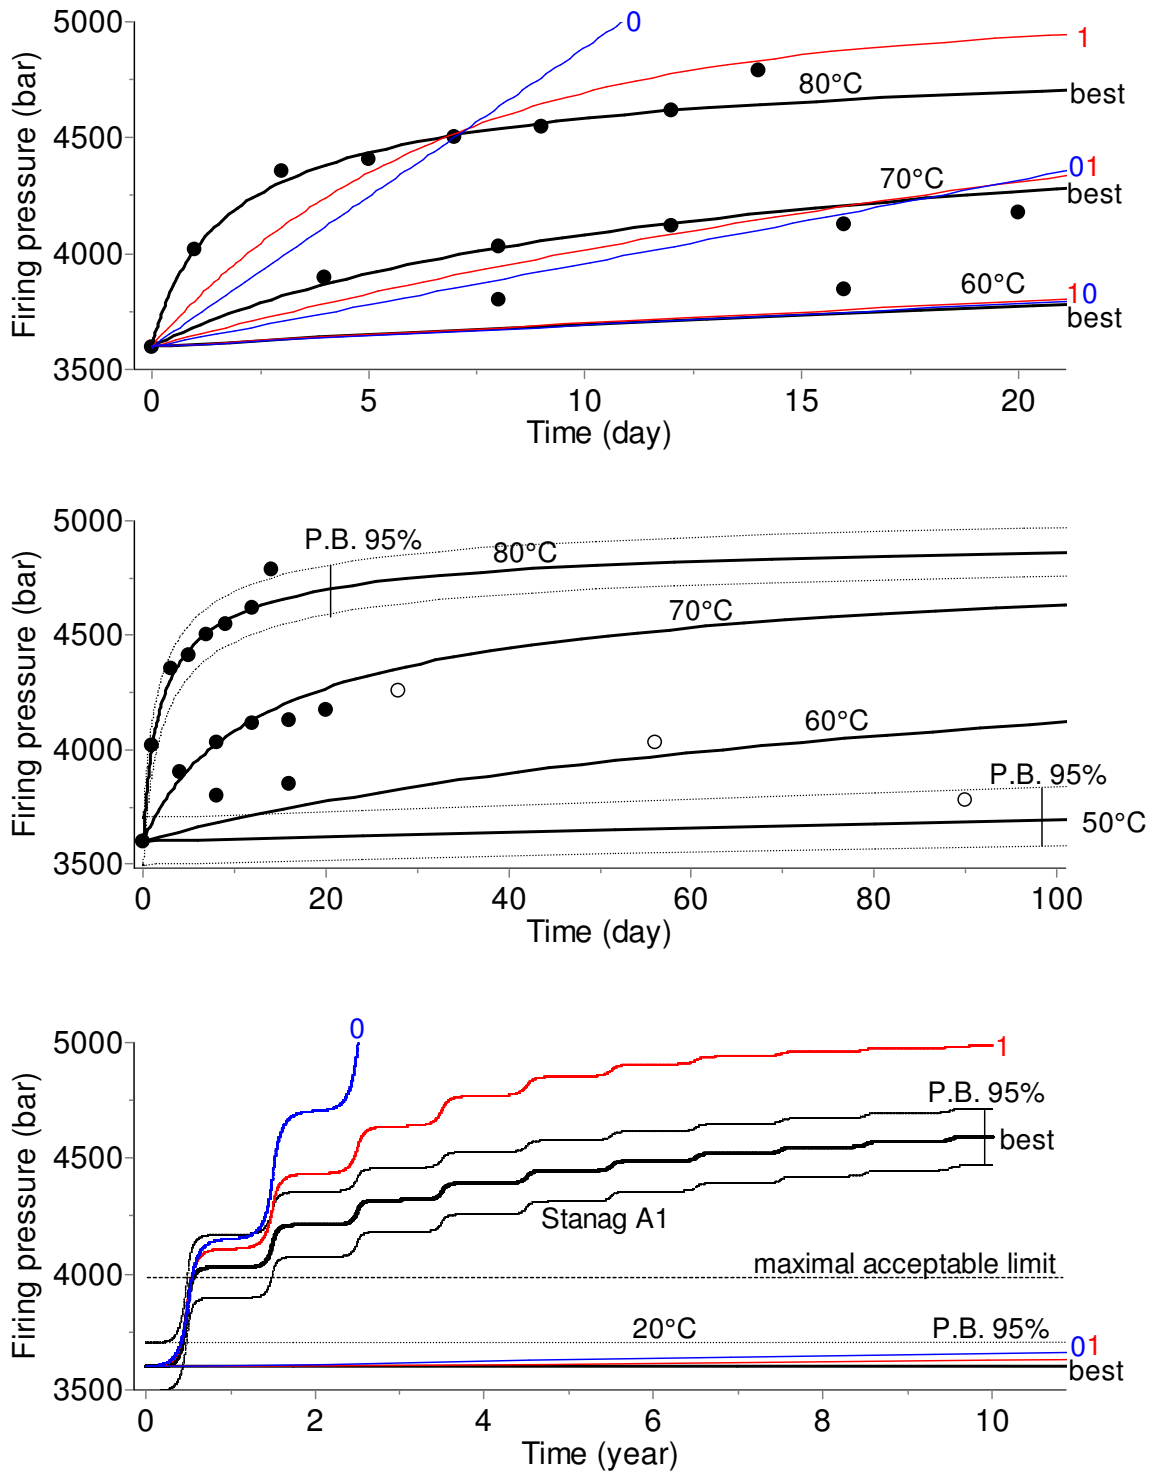 5000
4500
4000
3500
Firing presssure (bar)
0
1
80°C
best
70°C
01
best
60°C
10
best
0 5 10 15 20
Time (day)
5000
4500
4000
3500
Firing pressure (bar)
P.B. 95%
80°C
70°C
60°C
P.B. 95%
50°C
0 20 40 60 80 100
Time (day)
5000
4500
4000
3500
Firing pressure (bar)
0
1
P.B. 95%
best
Stanag A1
maximal acceptable limit
20°C P.B. 95%
01
best
0 2 4 6 8 10
Time (year)